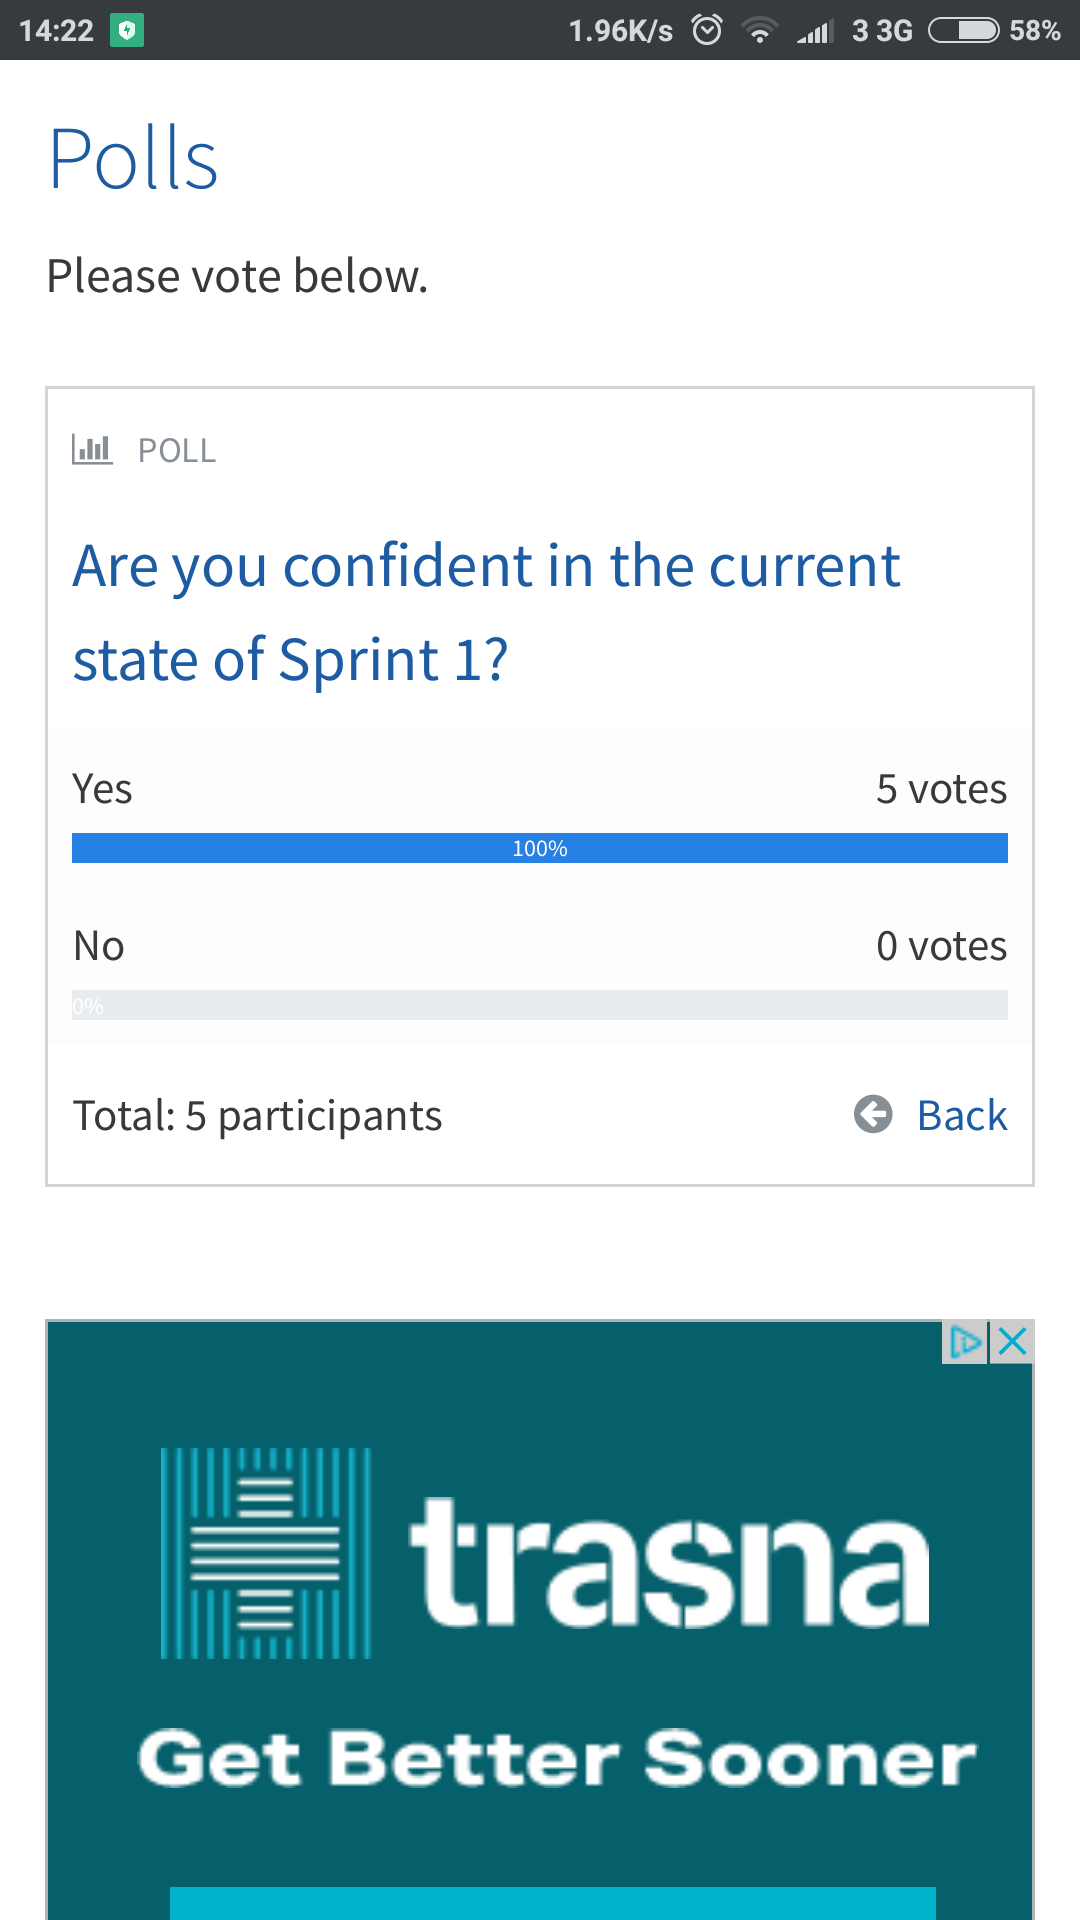 14:22 1.96K/s 3 3G 58%
Polls
Please vote below.
POLL
Are you confident in the current
state of Sprint 1?
Yes 5 votes
100%
No 0 votes
0%
Total: 5 participants Back
trasna
Get Better Sooner